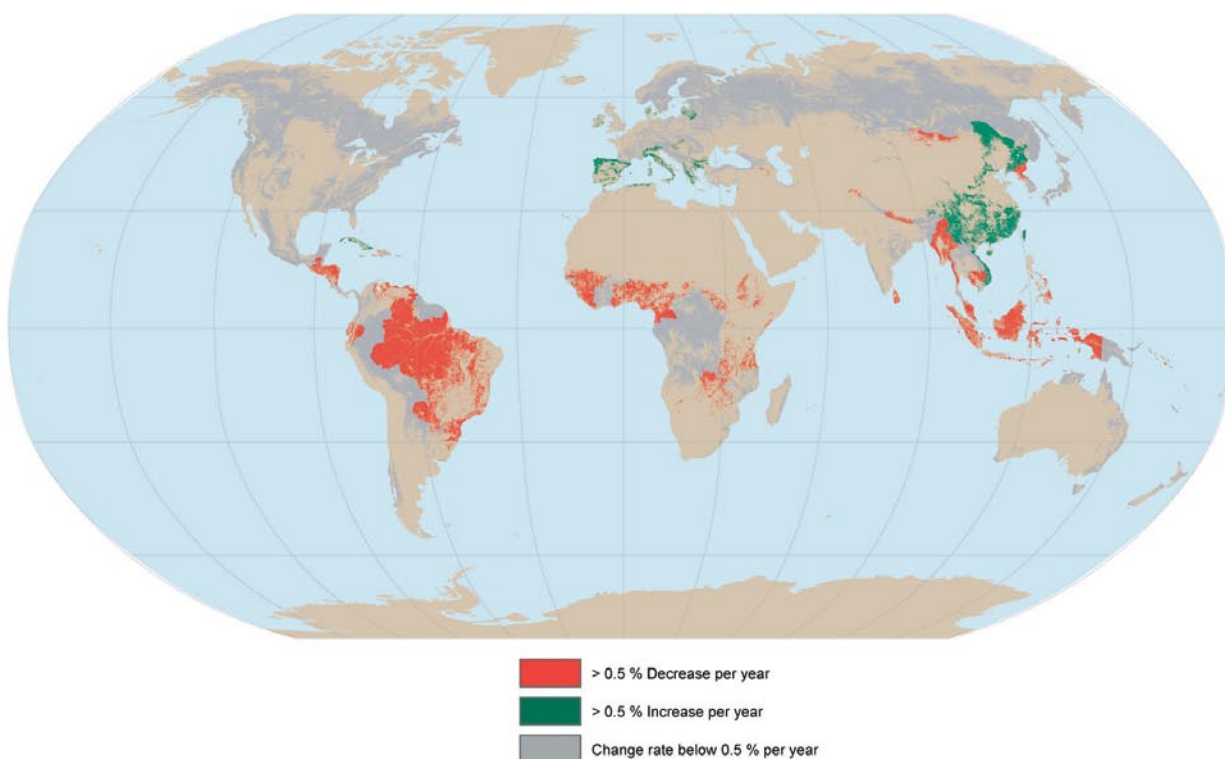 > 0.5 % Decrease per year
> 0.5 % Increase per year
Change rate below 0.5 % per year